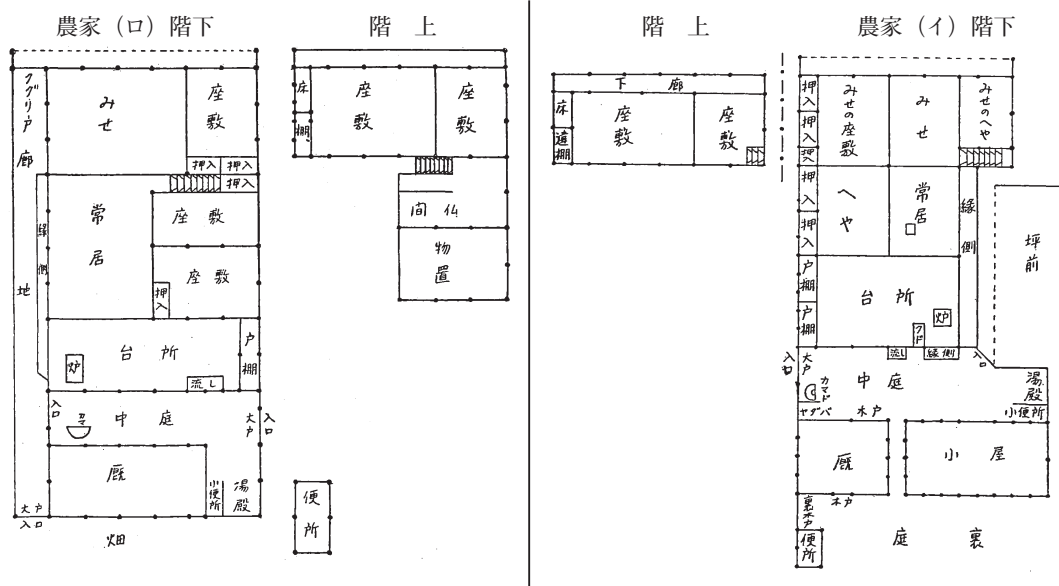 農家（ロ）階下
フグリ戸
廊
地
みせ
座敷
押入
押入
押入
常居
縁側
座敷
座敷
押入
台所
炉
戸棚
流し
入口
カマ
中庭
大戸
入口
厩
小便所
湯殿
大戸
入口
畑
階上
床
棚
座敷
座敷
仏間
物置
便所
階上
下廊
床
道棚
座敷
座敷
農家（イ）階下
押入
押入
押入
みせの座敷
みせ
みせのへや
押入
押入
へや
常居
縁側
坪前
戸棚
戸棚
台所
炉
クド
流し
縁側
入口
入口
大戸
カマド
中庭
湯殿
小便所
ヤダバ
木戸
厩
小屋
木戸
裏木戸
便所
裏庭